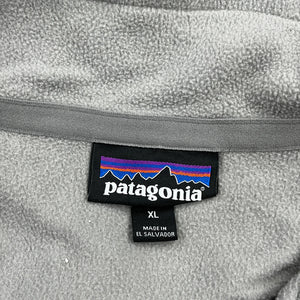 patagonia
XL
MADE IN
EL SALVADOR